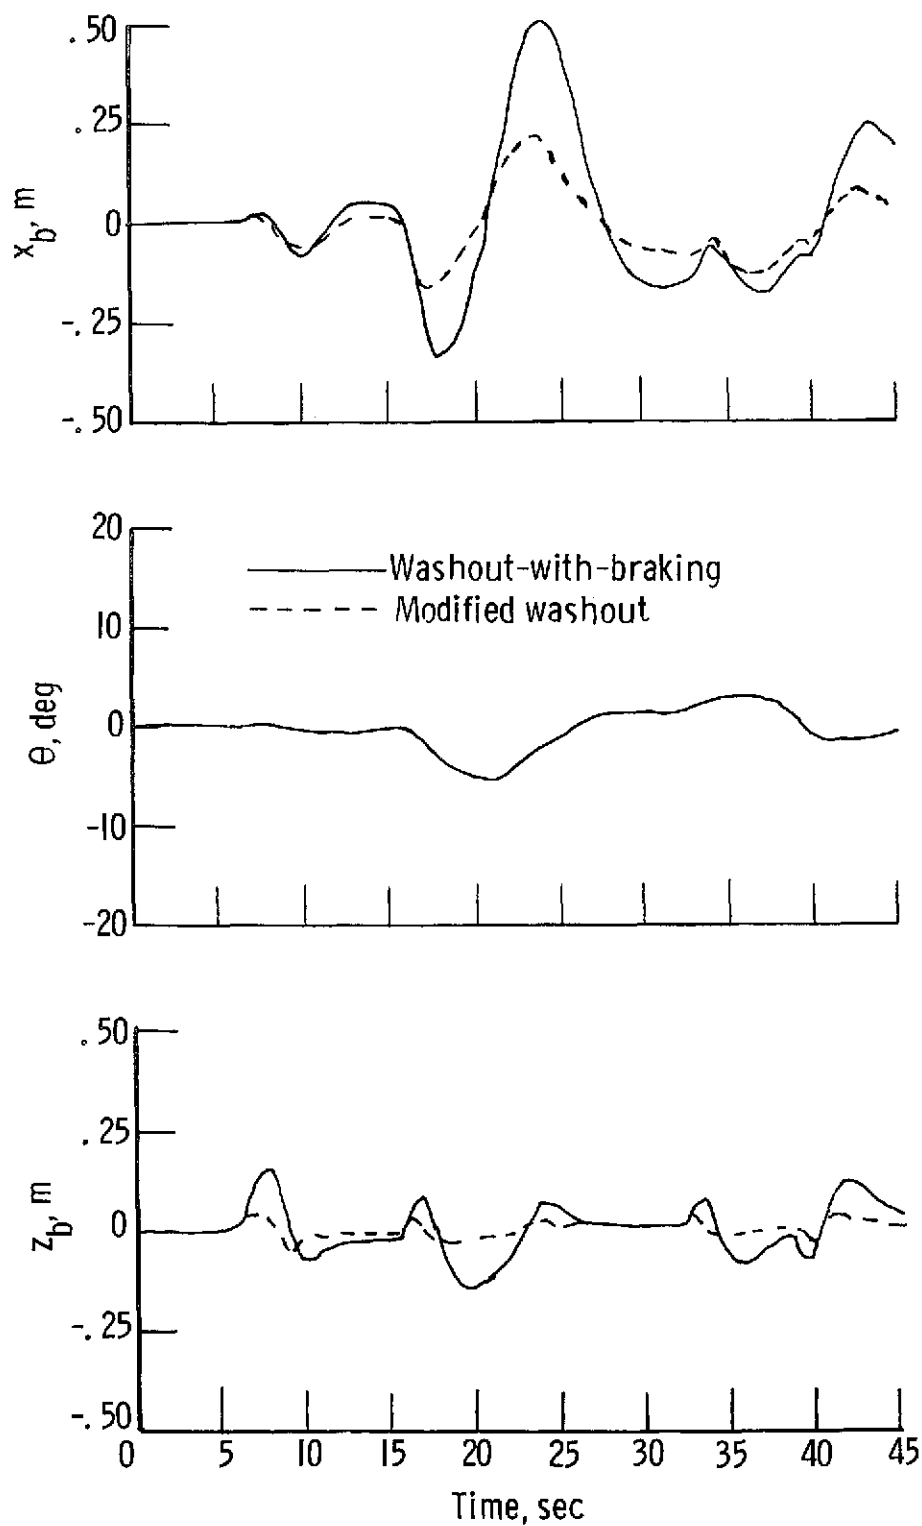 .50
.25
0
-.25
-.50
x_b, m
20
10
0
-10
-20
θ, deg
Washout-with-braking
Modified washout
.50
.25
0
-.25
-.50
z_b, m
0 5 10 15 20 25 30 35 40 45
Time, sec